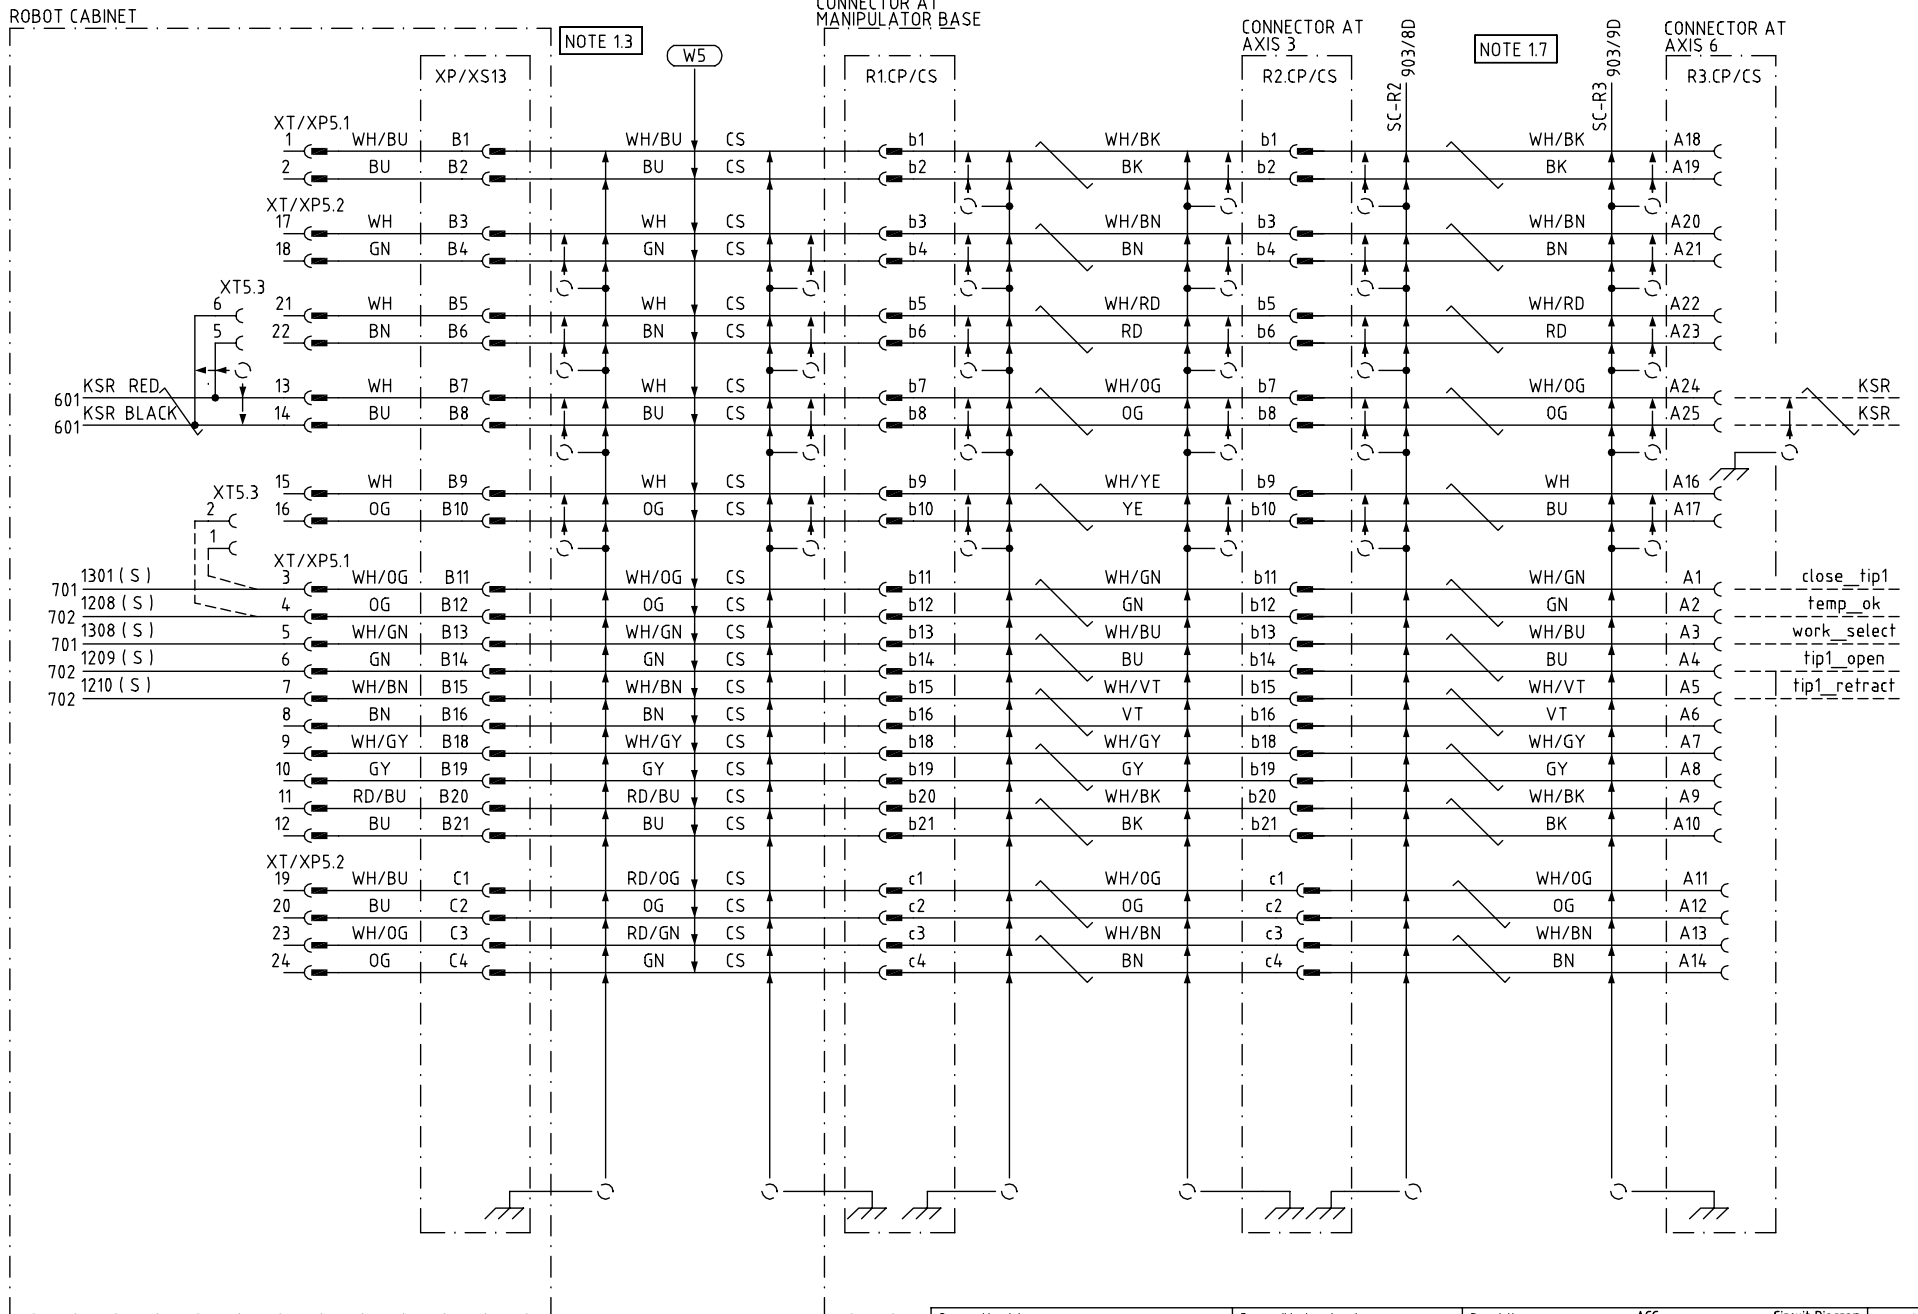 ROBOT CABINET
CONNECTOR AT
MANIPULATOR BASE
CONNECTOR AT
AXIS 3
CONNECTOR AT
AXIS 6
NOTE 1.3
W5
NOTE 1.7
SC-R2 903/8D
SC-R3 903/9D
XP/XS13
R1.CP/CS
R2.CP/CS
R3.CP/CS
XT/XP5.1
1 WH/BU B1 WH/BU CS b1 WH/BK b1 WH/BK A18
2 BU B2 BU CS b2 BK b2 BK A19
XT/XP5.2
17 WH B3 WH CS b3 WH/BN b3 WH/BN A20
18 GN B4 GN CS b4 BN b4 BN A21
XT5.3
6 21 WH B5 WH CS b5 WH/RD b5 WH/RD A22
5 22 BN B6 BN CS b6 RD b6 RD A23
601 KSR RED 13 WH B7 WH CS b7 WH/OG b7 WH/OG A24 KSR
601 KSR BLACK 14 BU B8 BU CS b8 OG b8 OG A25 KSR
15 WH B9 WH CS b9 WH/YE b9 WH A16
XT5.3
2 16 OG B10 OG CS b10 YE b10 BU A17
1
XT/XP5.1
701 1301 (S) 3 WH/OG B11 WH/OG CS b11 WH/GN b11 WH/GN A1 close_tip1
702 1208 (S) 4 OG B12 OG CS b12 GN b12 GN A2 temp_ok
701 1308 (S) 5 WH/GN B13 WH/GN CS b13 WH/BU b13 WH/BU A3 work_select
702 1209 (S) 6 GN B14 GN CS b14 BU b14 BU A4 tip1_open
702 1210 (S) 7 WH/BN B15 WH/BN CS b15 WH/VT b15 WH/VT A5 tip1_retract
8 BN B16 BN CS b16 VT b16 VT A6
9 WH/GY B18 WH/GY CS b18 WH/GY b18 WH/GY A7
10 GY B19 GY CS b19 GY b19 GY A8
11 RD/BU B20 RD/BU CS b20 WH/BK b20 WH/BK A9
12 BU B21 BU CS b21 BK b21 BK A10
XT/XP5.2
19 WH/BU C1 RD/OG CS c1 WH/OG c1 WH/OG A11
20 BU C2 OG CS c2 OG c2 OG A12
23 WH/OG C3 RD/GN CS c3 WH/BN c3 WH/BN A13
24 OG C4 GN CS c4 BN c4 BN A14